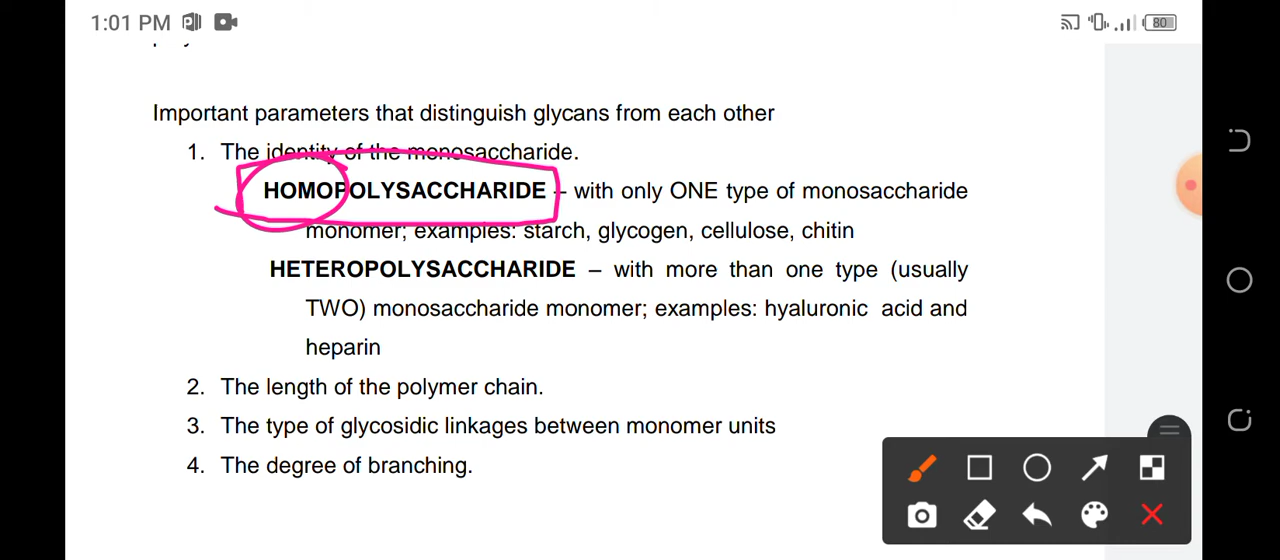 1:01 PM
80
Important parameters that distinguish glycans from each other
1. The identity of the monosaccharide.
HOMOPOLYSACCHARIDE – with only ONE type of monosaccharide
monomer; examples: starch, glycogen, cellulose, chitin
HETEROPOLYSACCHARIDE – with more than one type (usually
TWO) monosaccharide monomer; examples: hyaluronic acid and
heparin
2. The length of the polymer chain.
3. The type of glycosidic linkages between monomer units
4. The degree of branching.